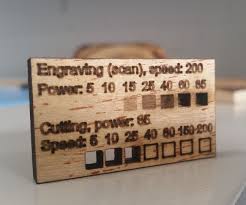 Engraving (scan), speed: 200
Power: 5 10 15 25 40 60 85
Cutting, power: 85
Speed: 5 10 25 40 80 150 200